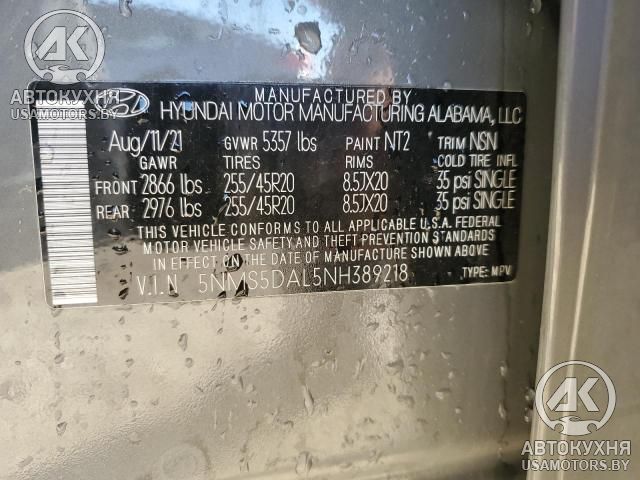 АК
АВТОКУХНЯ
USAMOTORS.BY
MANUFACTURED BY
HYUNDAI MOTOR MANUFACTURING ALABAMA, LLC
Aug/11/21 GVWR 5357 lbs PAINT NT2 TRIM NSN
GAWR TIRES RIMS COLD TIRE INFL
FRONT 2866 lbs 255/45R20 8.5JX20 35 psi SINGLE
REAR 2976 lbs 255/45R20 8.5JX20 35 psi SINGLE
THIS VEHICLE CONFORMS TO ALL APPLICABLE U.S.A. FEDERAL
MOTOR VEHICLE SAFETY AND THEFT PREVENTION STANDARDS
IN EFFECT ON THE DATE OF MANUFACTURE SHOWN ABOVE
V.I.N 5NMS5DAL5NH389218 TYPE: MPV
АК
АВТОКУХНЯ
USAMOTORS.BY